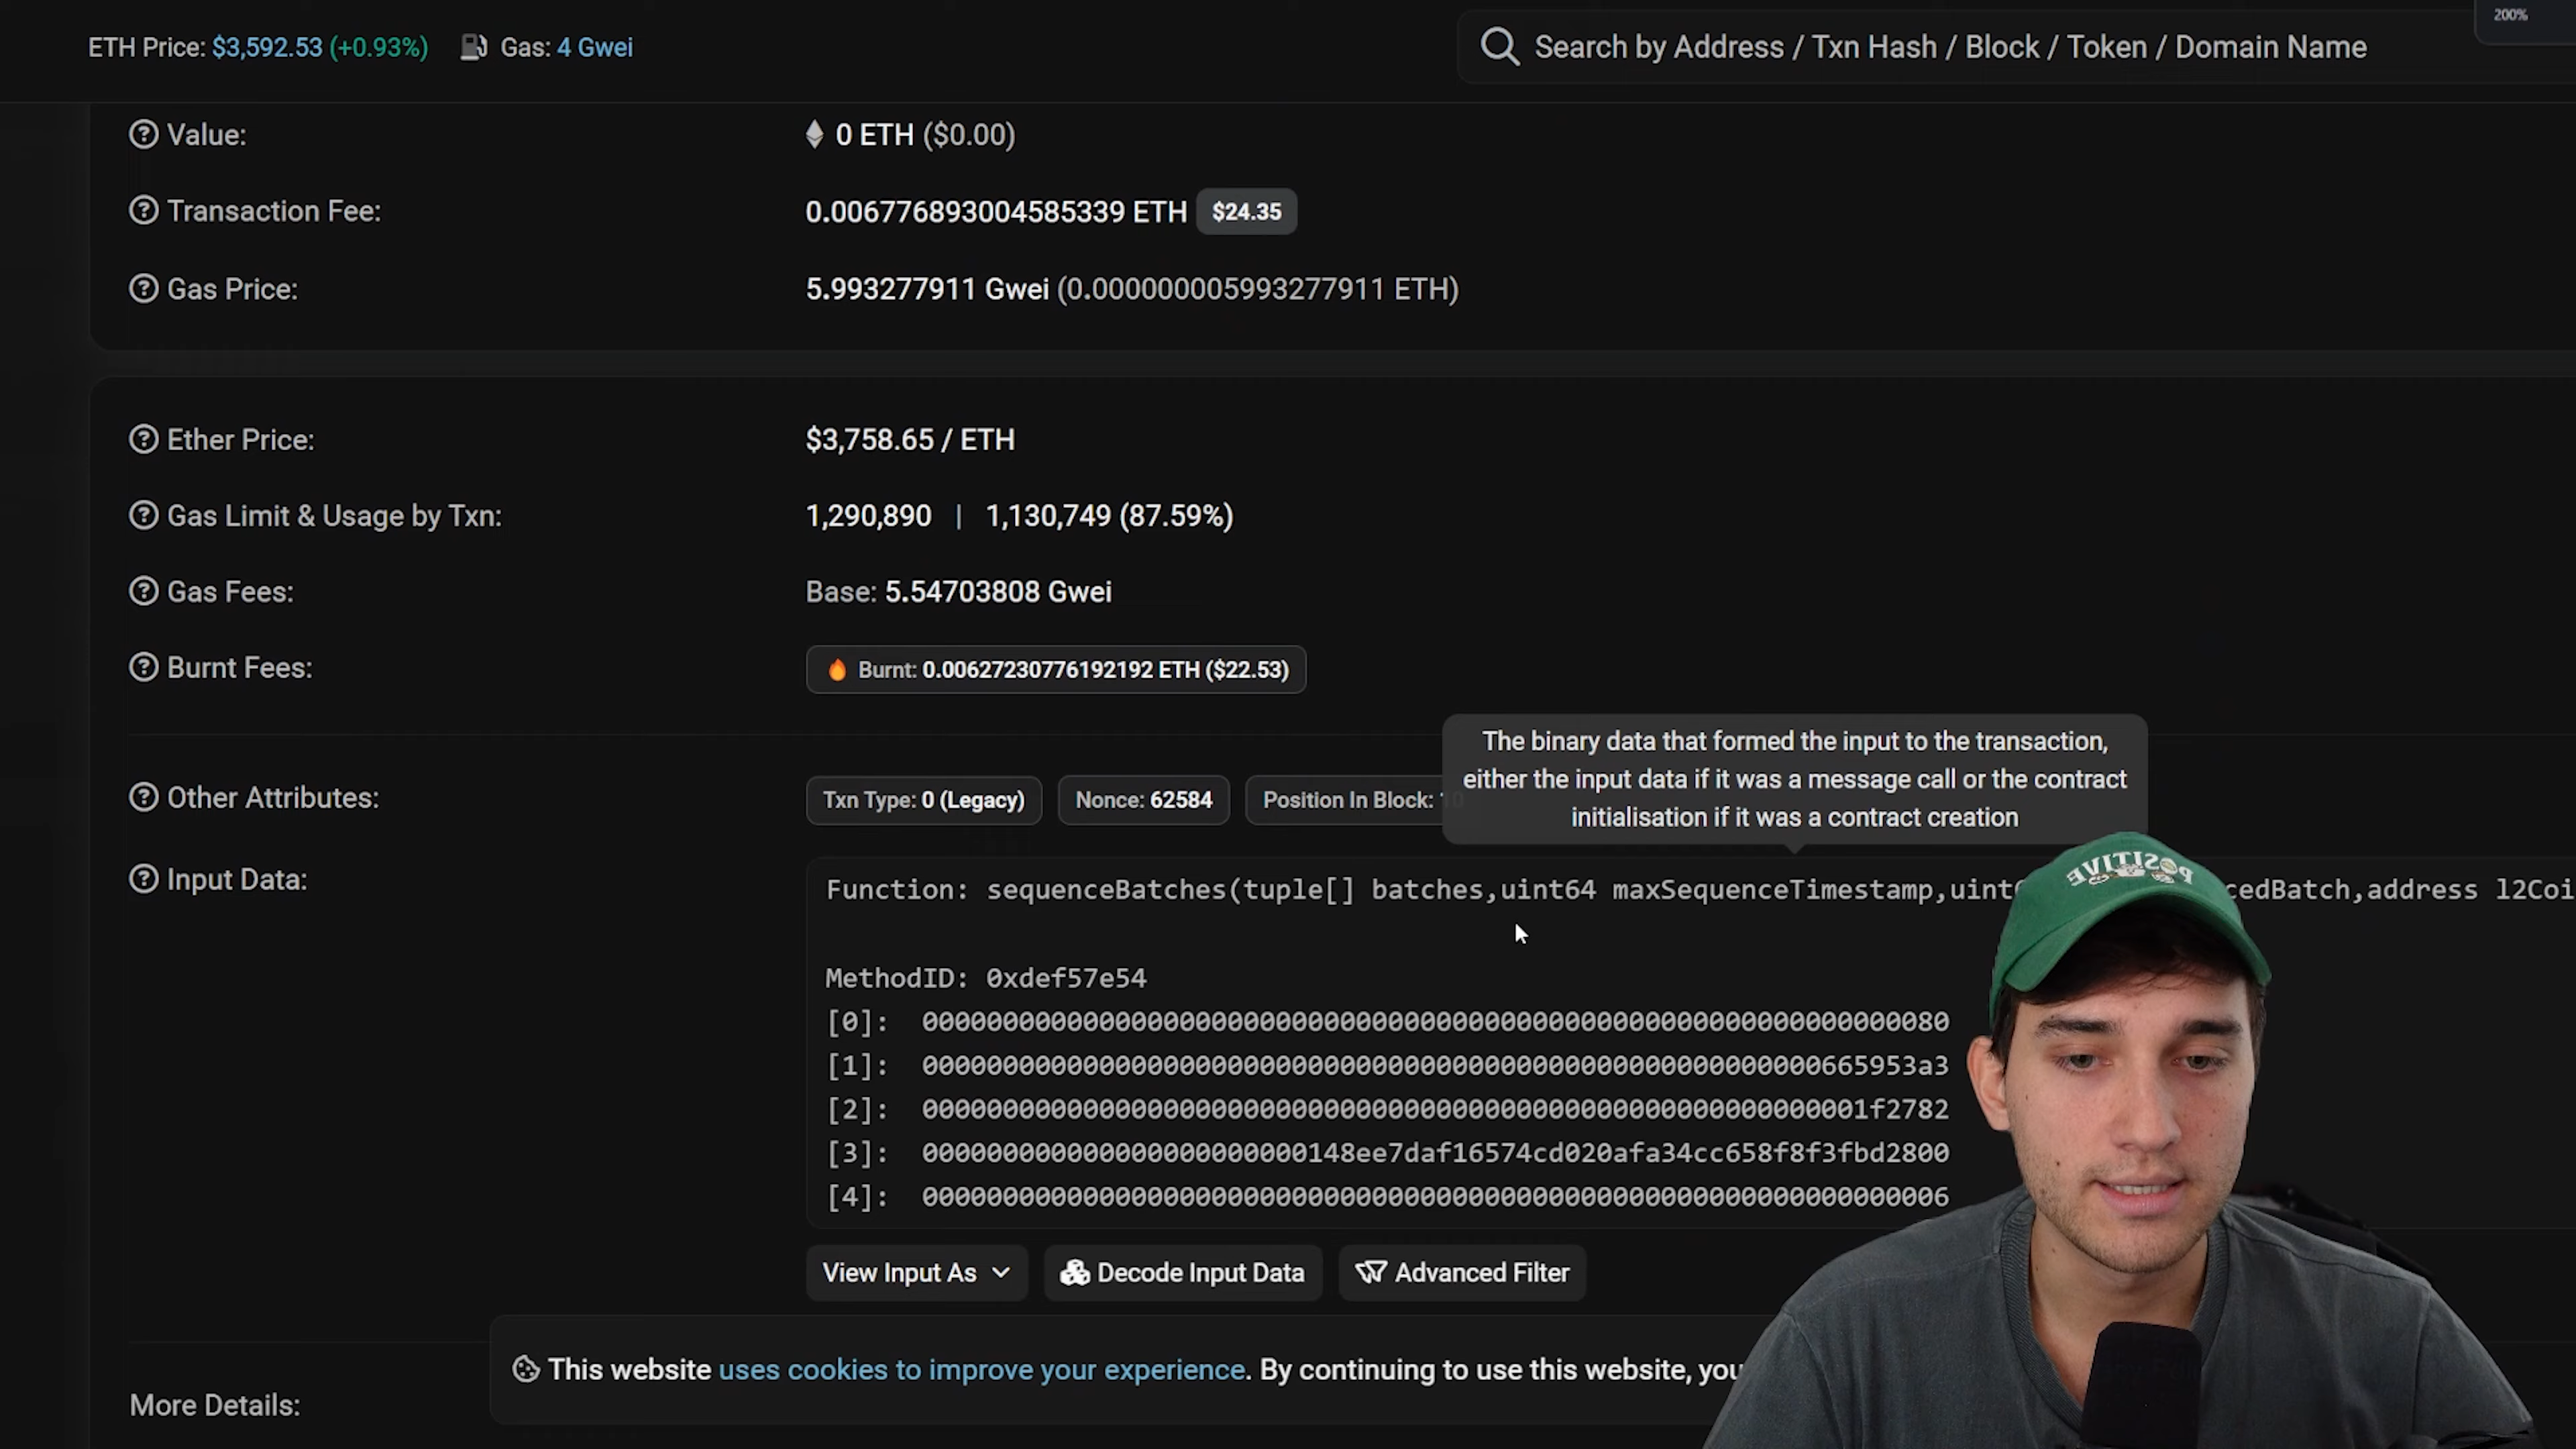 200%
ETH Price: $3,592.53 (+0.93%) Gas: 4 Gwei
Search by Address / Txn Hash / Block / Token / Domain Name
Value: 0 ETH ($0.00)
Transaction Fee: 0.006776893004585339 ETH $24.35
Gas Price: 5.993277911 Gwei (0.000000005993277911 ETH)
Ether Price: $3,758.65 / ETH
Gas Limit & Usage by Txn: 1,290,890 | 1,130,749 (87.59%)
Gas Fees: Base: 5.54703808 Gwei
Burnt Fees: Burnt: 0.00627230776192192 ETH ($22.53)
The binary data that formed the input to the transaction,
either the input data if it was a message call or the contract
initialisation if it was a contract creation
Other Attributes: Txn Type: 0 (Legacy) Nonce: 62584 Position In Block:
POSITIVE
Input Data:
Function: sequenceBatches(tuple[] batches,uint64 maxSequenceTimestamp,uint cedBatch,address l2Coi
MethodID: 0xdef57e54
[0]: 0000000000000000000000000000000000000000000000000000000000000080
[1]: 00000000000000000000000000000000000000000000000000000000665953a3
[2]: 00000000000000000000000000000000000000000000000000000000001f2782
[3]: 000000000000000000000000148ee7daf16574cd020afa34cc658f8f3fbd2800
[4]: 0000000000000000000000000000000000000000000000000000000000000006
View Input As Decode Input Data Advanced Filter
This website uses cookies to improve your experience. By continuing to use this website, you
More Details: